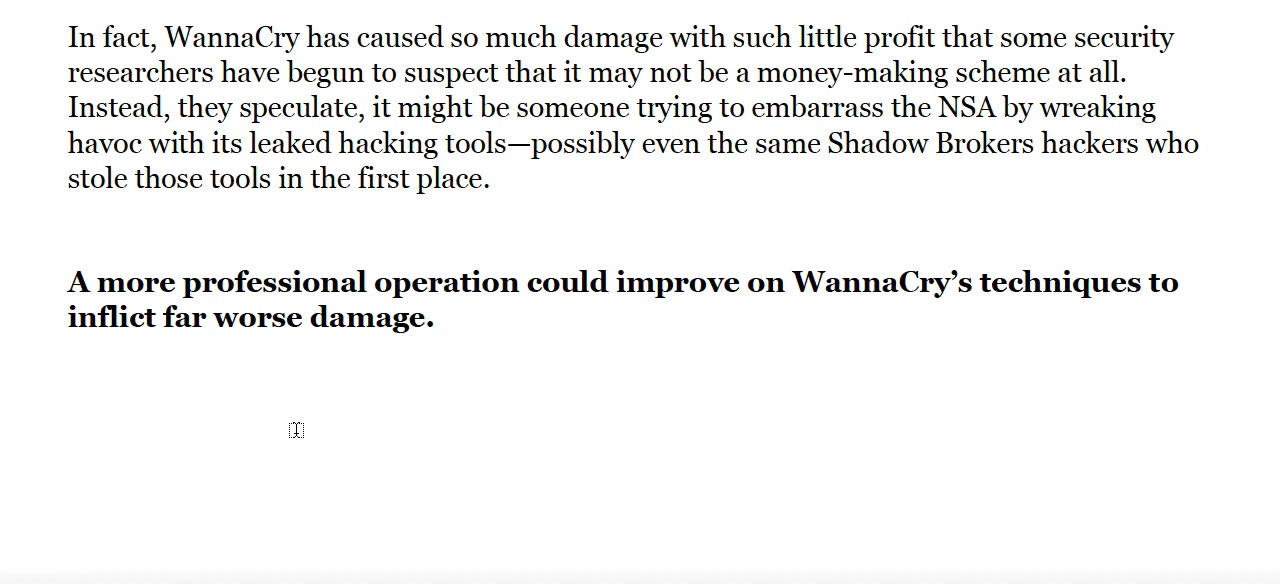 In fact, WannaCry has caused so much damage with such little profit that some security
researchers have begun to suspect that it may not be a money-making scheme at all.
Instead, they speculate, it might be someone trying to embarrass the NSA by wreaking
havoc with its leaked hacking tools—possibly even the same Shadow Brokers hackers who
stole those tools in the first place.
A more professional operation could improve on WannaCry’s techniques to
inflict far worse damage.